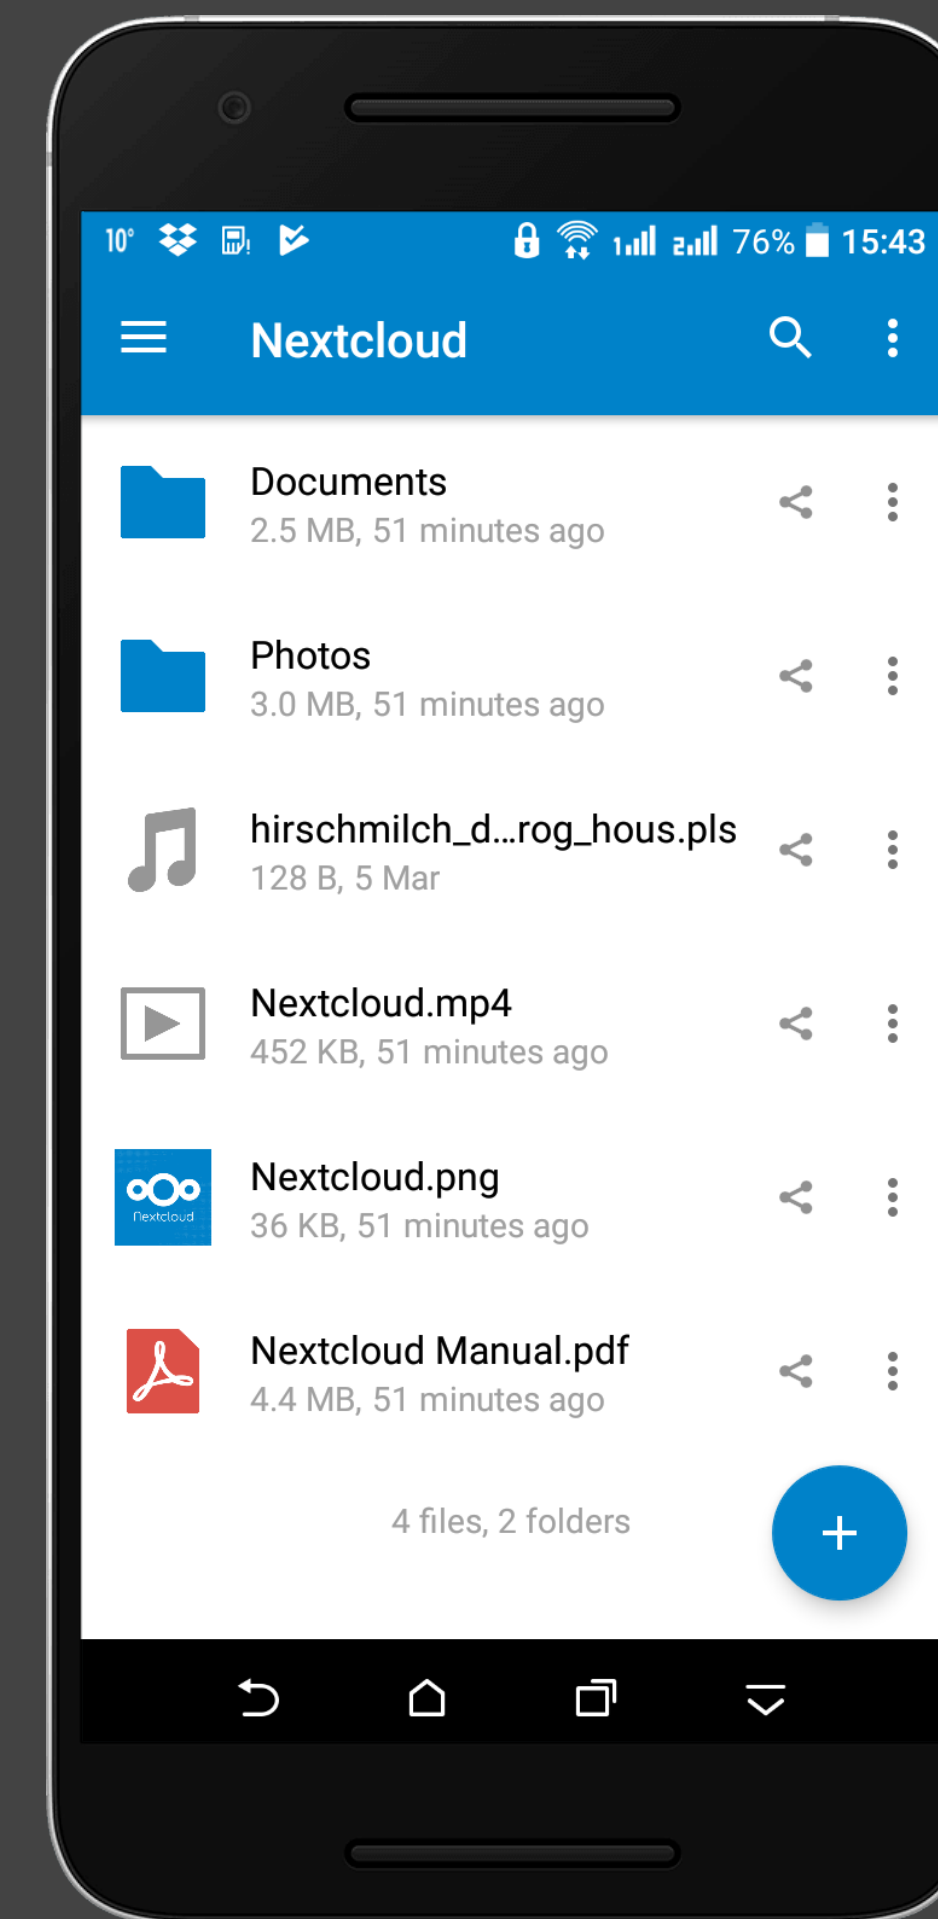 10° 1 2 76% 15:43
Nextcloud
Documents
2.5 MB, 51 minutes ago
Photos
3.0 MB, 51 minutes ago
hirschmilch_d...rog_hous.pls
128 B, 5 Mar
Nextcloud.mp4
452 KB, 51 minutes ago
Nextcloud
Nextcloud.png
36 KB, 51 minutes ago
Nextcloud Manual.pdf
4.4 MB, 51 minutes ago
4 files, 2 folders